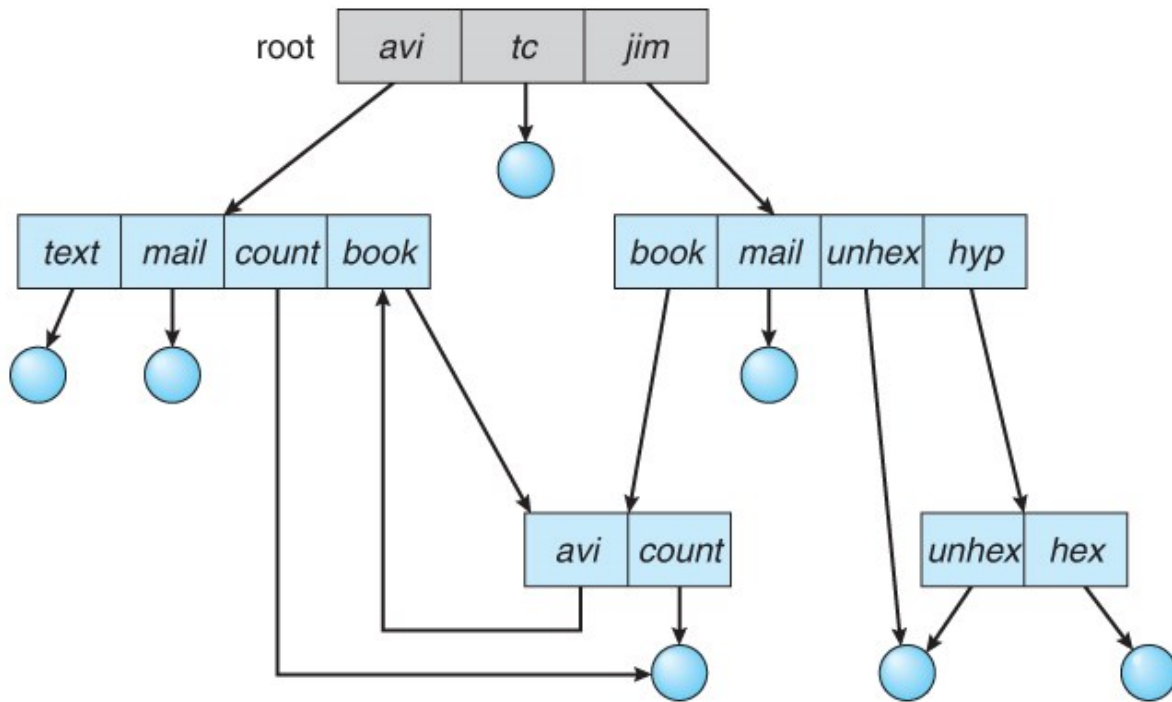 root avi tc jim
text mail count book
book mail unhex hyp
avi count
unhex hex